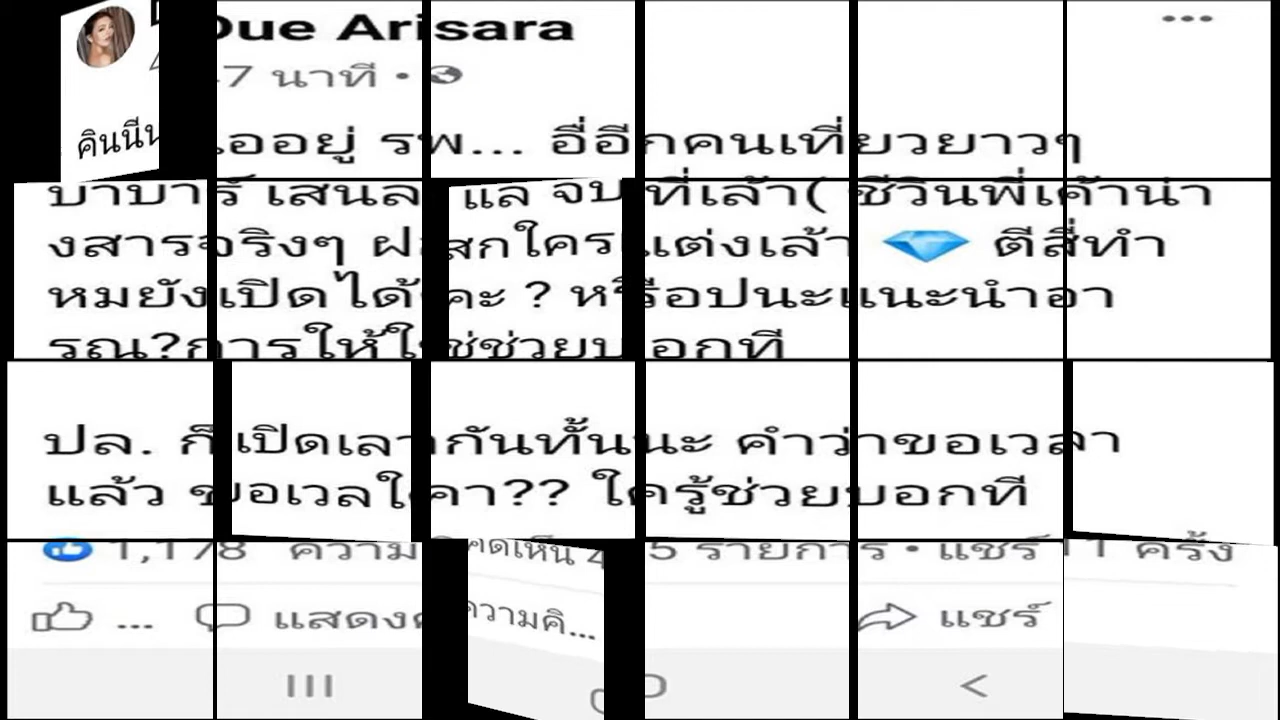 Due Arisara
47 นาที
คืนนี้นอ​ออยู่ รพ... อื่อีกคนเที่ยวยาวๆ
บาบาร์ เสนล แล จบ ที่เล้า( ชีวินพี่เค้าน่า
งสารจริงๆ ฝ สกใคร แต่งเล้า 💎 ตีสี่ทำ
หมยังเปิดได้คะ ? หรือปนะแนะนำอา
รณ?การให้ใช่ช่วยบอกที
ปล. ก็เปิดเลากันทั้นนะ คำว่าขอเวลา
แล้ว ขอเวลใคา?? ใครรู้ช่วยบอกที
1,178 ความคิดเห็น 45 รายการ • แชร์ 11 ครั้ง
... แสดงความคิ... แชร์